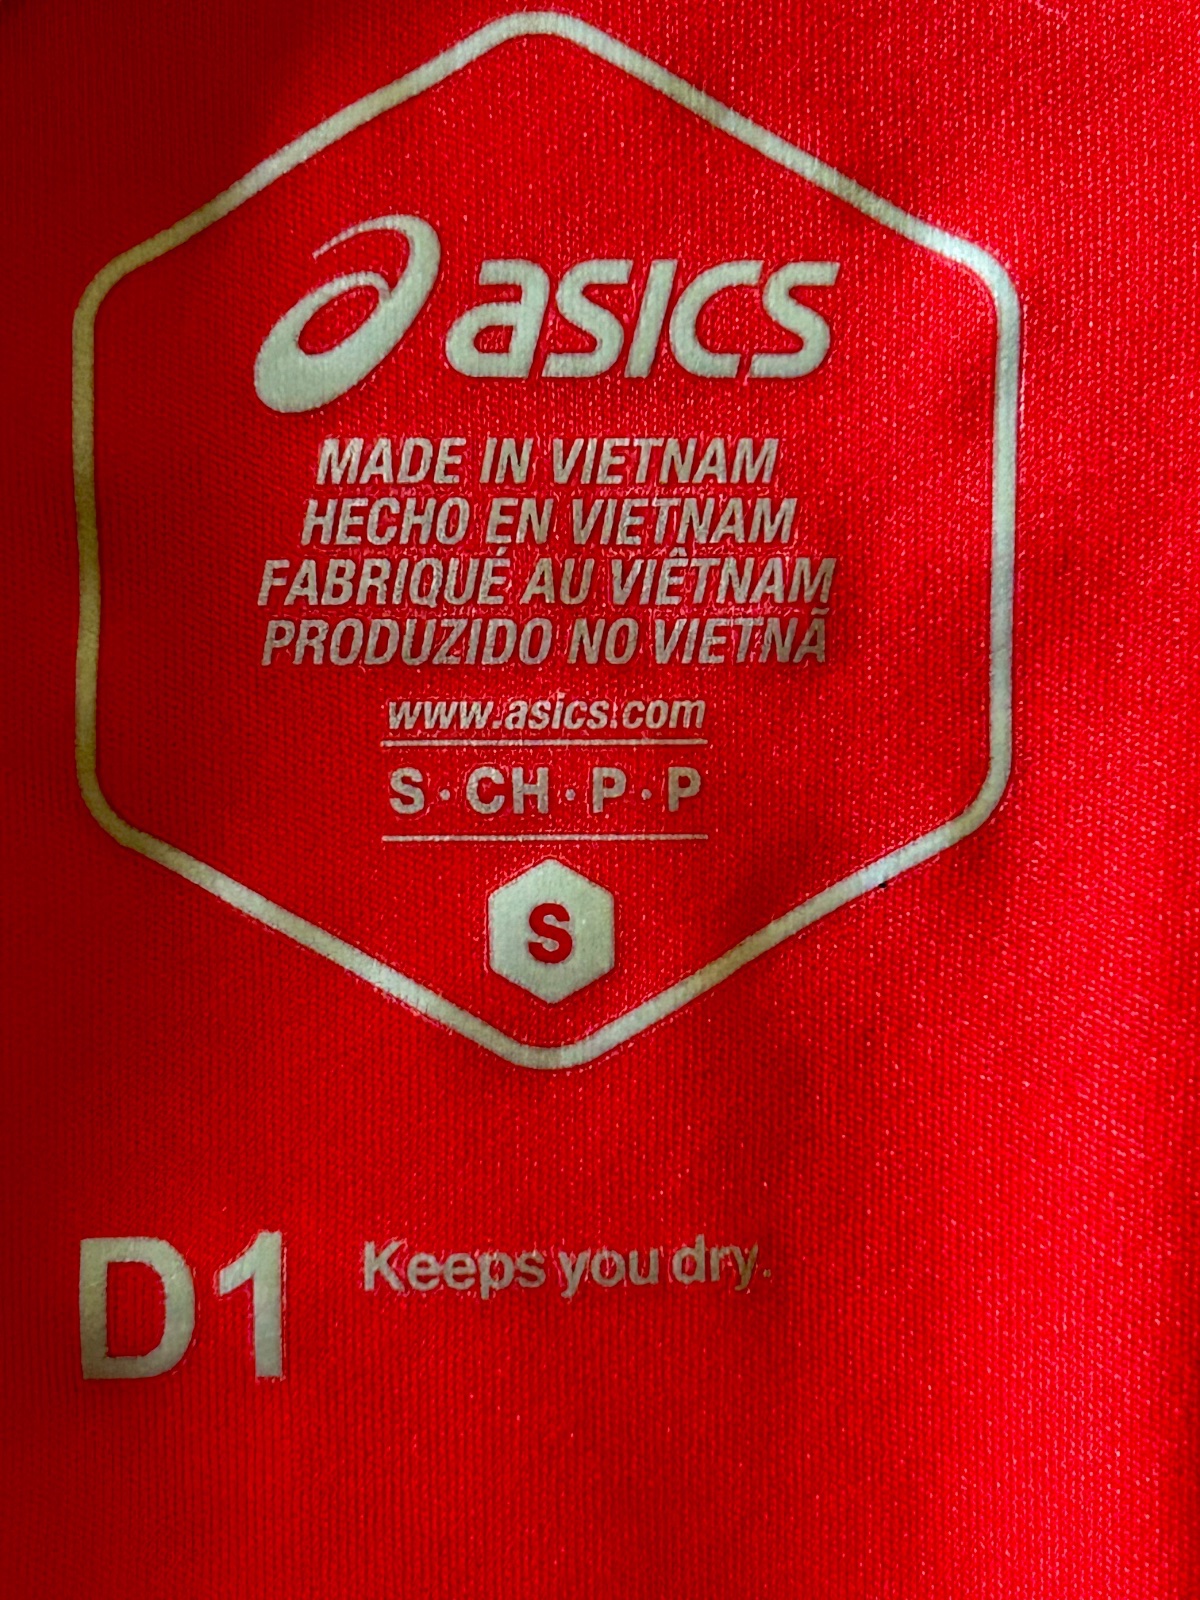 asics
MADE IN VIETNAM
HECHO EN VIETNAM
FABRIQUÉ AU VIÊTNAM
PRODUZIDO NO VIETNÃ
www.asics.com
S · CH · P · P
S
D1 Keeps you dry.